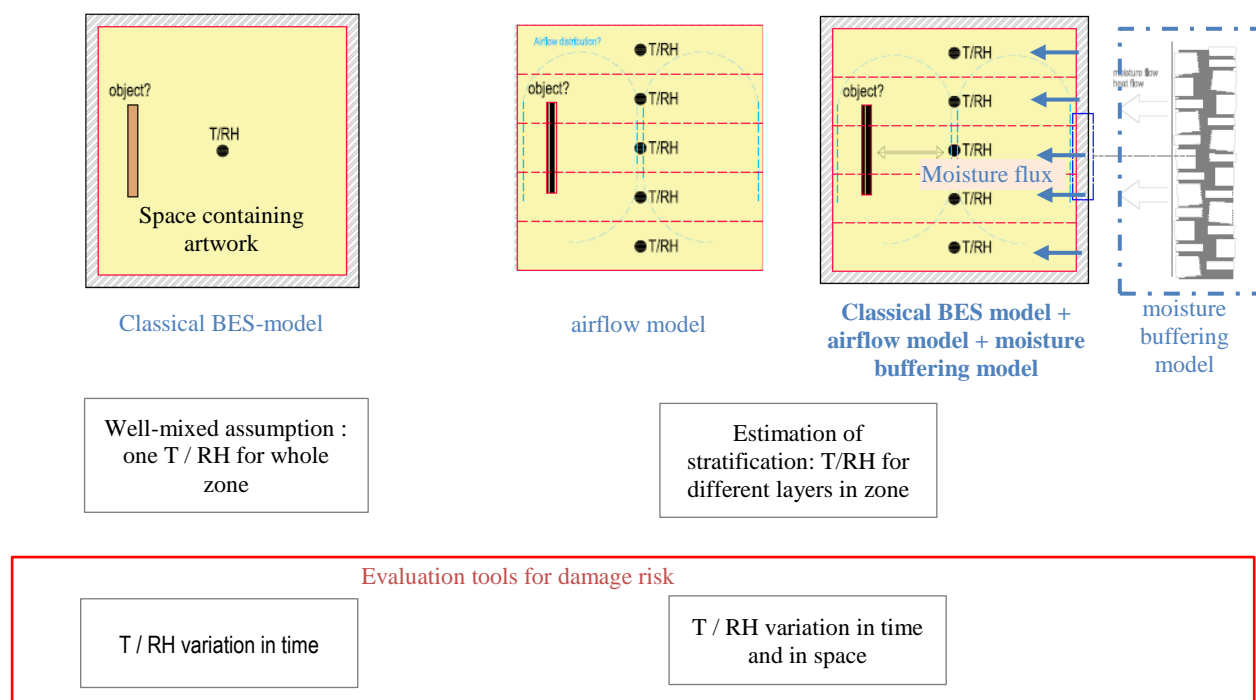 object?
T/RH
Space containing
artwork
Classical BES-model
Airflow distribution?
T/RH
object?
T/RH
T/RH
T/RH
T/RH
airflow model
T/RH
object?
T/RH
T/RH
Moisture flux
T/RH
T/RH
Classical BES model +
airflow model + moisture
buffering model
moisture flow
heat flow
moisture
buffering
model
Well-mixed assumption :
one T / RH for whole
zone
Estimation of
stratification: T/RH for
different layers in zone
Evaluation tools for damage risk
T / RH variation in time
T / RH variation in time
and in space